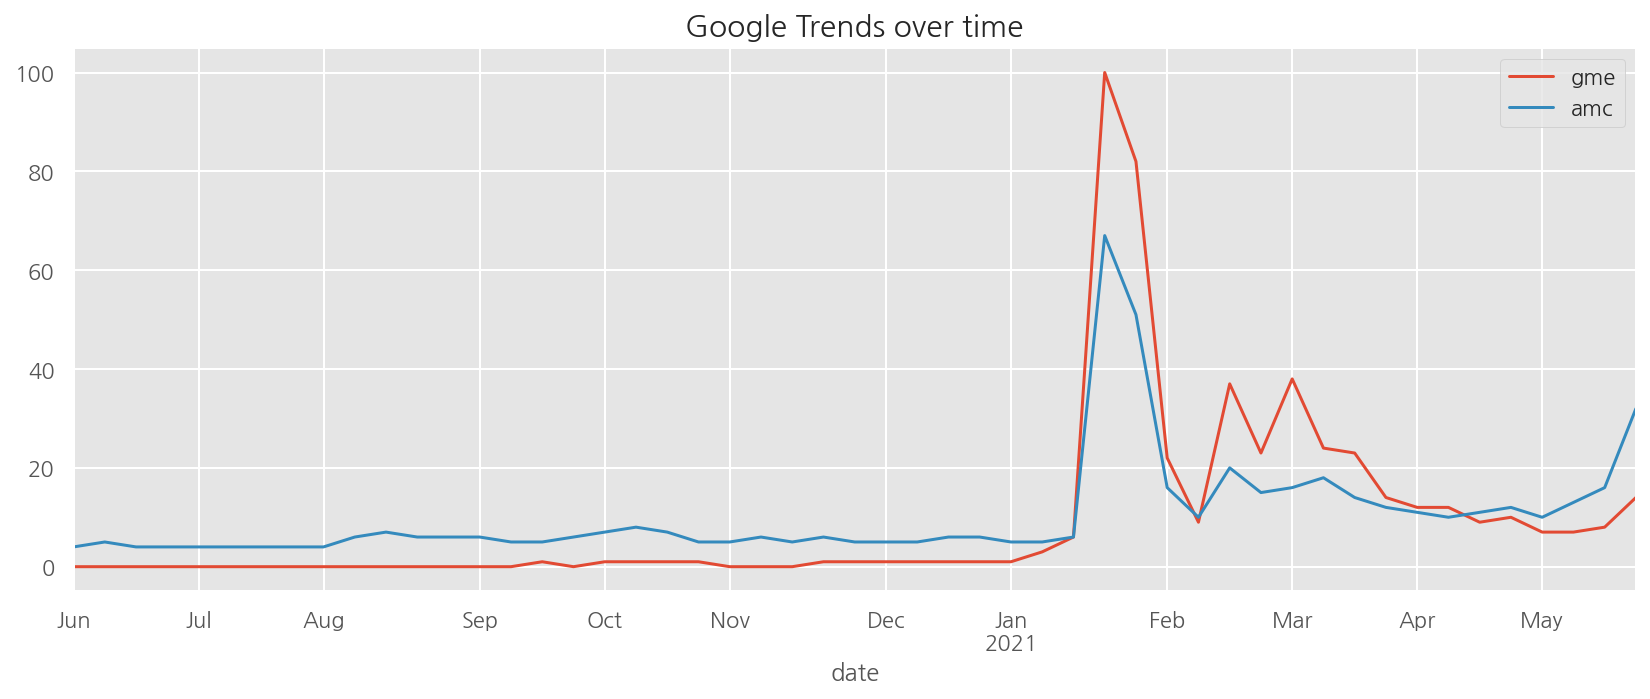 Google Trends over time
gme
amc
100
80
60
40
20
0
Jun Jul Aug Sep Oct Nov Dec Jan Feb Mar Apr May
2021
date